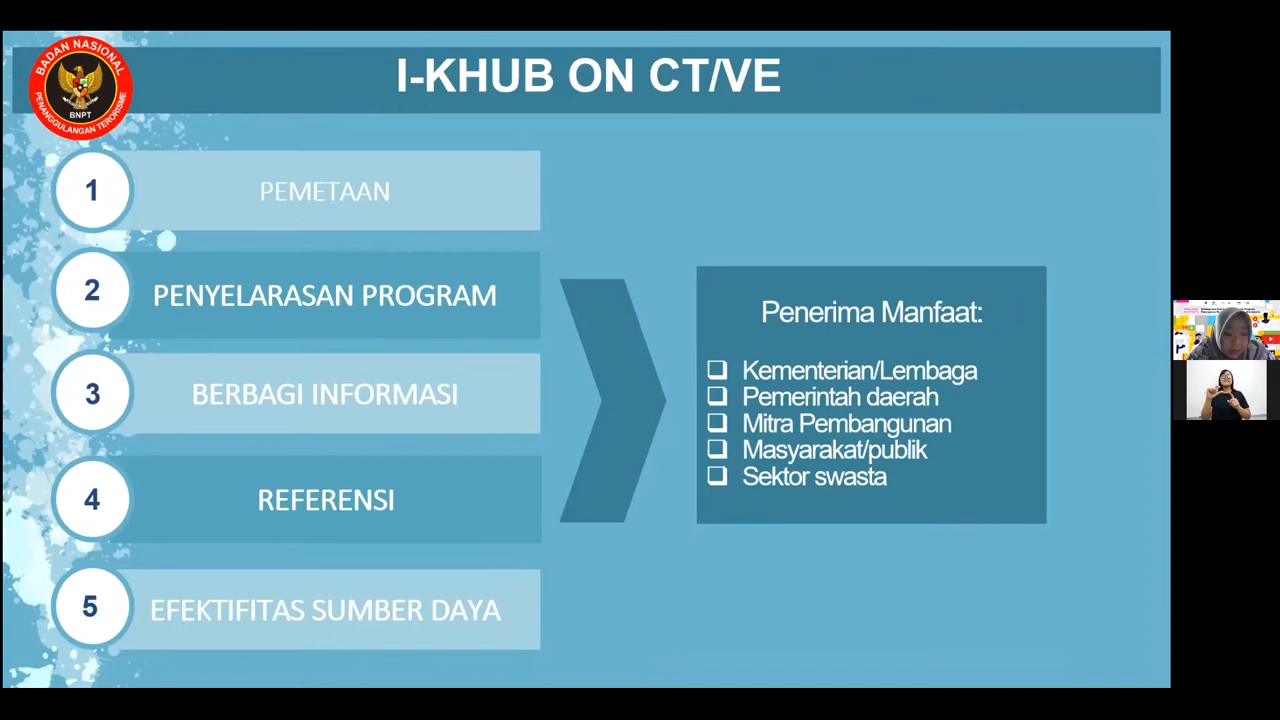 BADAN NASIONAL
PENANGGULANGAN TERORISME
BNPT
I-KHUB ON CT/VE
1
PEMETAAN
2
PENYELARASAN PROGRAM
3
BERBAGI INFORMASI
4
REFERENSI
5
EFEKTIFITAS SUMBER DAYA
Penerima Manfaat:
Kementerian/Lembaga
Pemerintah daerah
Mitra Pembangunan
Masyarakat/publik
Sektor swasta